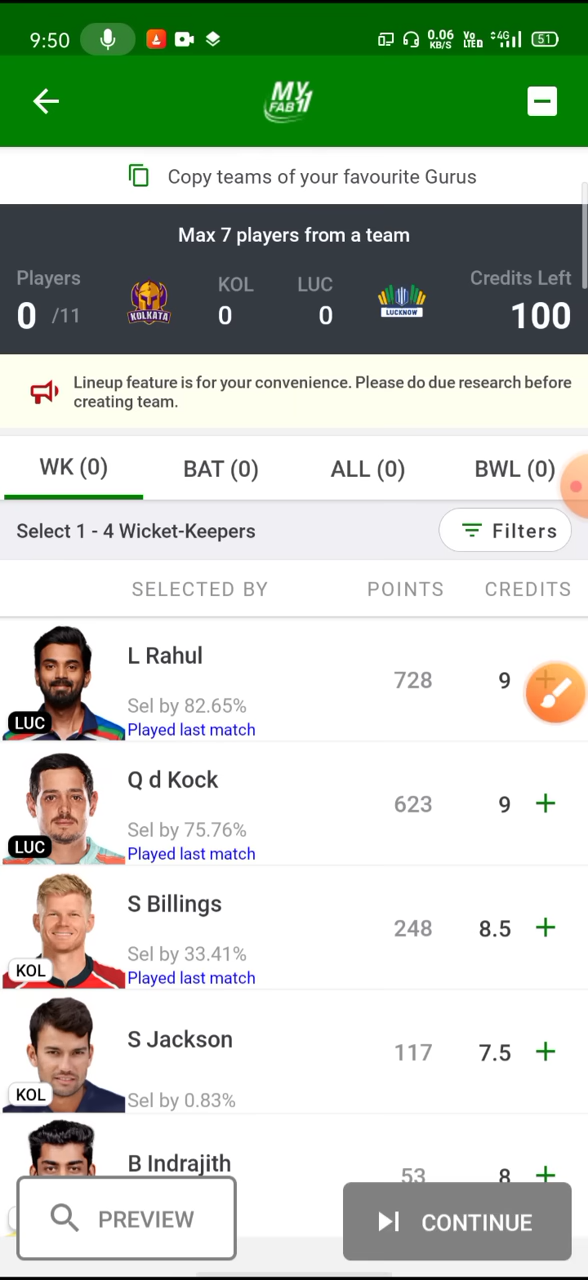 9:50
0.06
KB/S
Vo
LTED
4G
51
MY
FAB11
Copy teams of your favourite Gurus
Max 7 players from a team
Players
0 /11
KOLKATA
KOL
0
LUC
0
LUCKNOW
Credits Left
100
Lineup feature is for your convenience. Please do due research before
creating team.
WK (0) BAT (0) ALL (0) BWL (0)
Select 1 - 4 Wicket-Keepers
Filters
SELECTED BY POINTS CREDITS
L Rahul
728 9
Sel by 82.65%
LUC
Played last match
Q d Kock
623 9 +
Sel by 75.76%
LUC
Played last match
S Billings
248 8.5 +
Sel by 33.41%
KOL
Played last match
S Jackson
117 7.5 +
KOL
Sel by 0.83%
B Indrajith
53 8 +
PREVIEW
CONTINUE